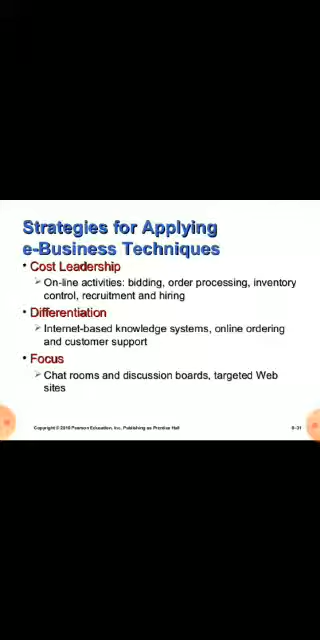 Strategies for Applying
e-Business Techniques
• Cost Leadership
➢ On-line activities: bidding, order processing, inventory
control, recruitment and hiring
• Differentiation
➢ Internet-based knowledge systems, online ordering
and customer support
• Focus
➢ Chat rooms and discussion boards, targeted Web
sites
Copyright © 2010 Pearson Education, Inc. Publishing as Prentice Hall